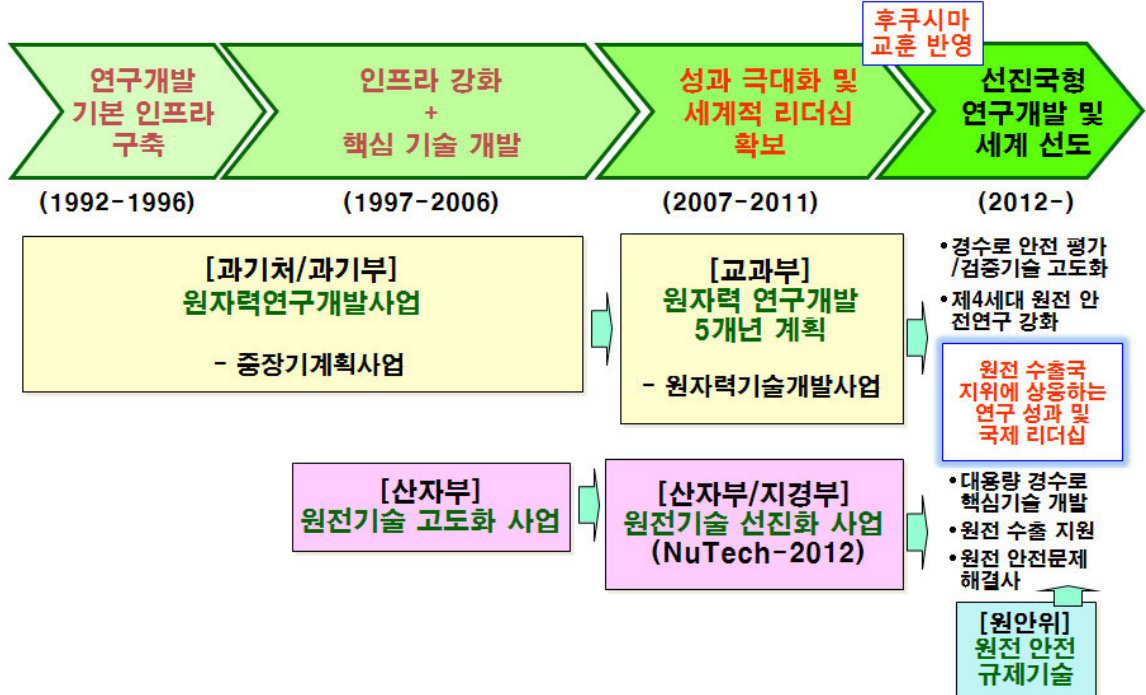 후쿠시마
교훈 반영
연구개발
기본 인프라
구축
인프라 강화
+
핵심 기술 개발
성과 극대화 및
세계적 리더십
확보
선진국형
연구개발 및
세계 선도
(1992-1996)
(1997-2006)
(2007-2011)
(2012-)
[과기처/과기부]
원자력연구개발사업
- 중장기계획사업
[교과부]
원자력 연구개발
5개년 계획
- 원자력기술개발사업
•경수로 안전 평가
/검증기술 고도화
•제4세대 원전 안
전연구 강화
원전 수출국
지위에 상응하는
연구 성과 및
국제 리더십
[산자부]
원전기술 고도화 사업
[산자부/지경부]
원전기술 선진화 사업
(NuTech-2012)
•대용량 경수로
핵심기술 개발
•원전 수출 지원
•원전 안전문제
해결사
[원안위]
원전 안전
규제기술